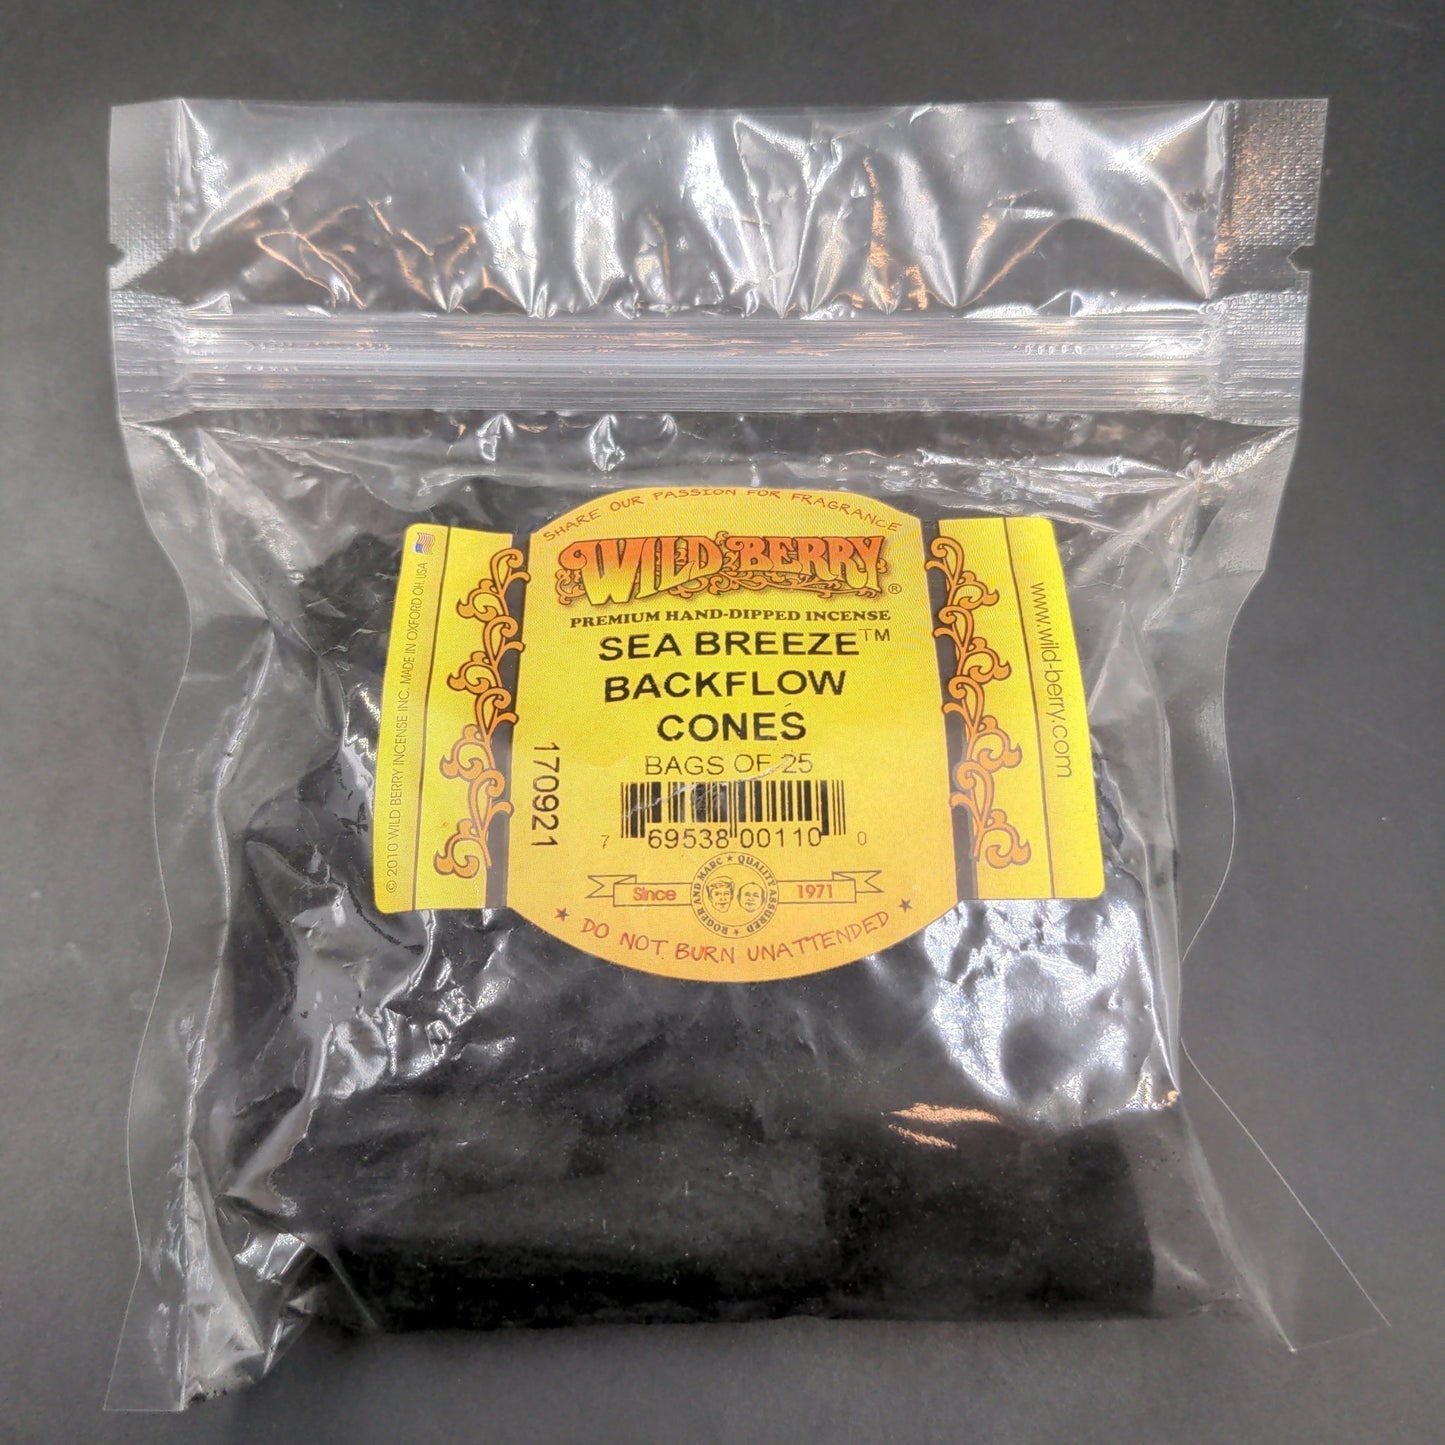 SHARE OUR PASSION FOR FRAGRANCE
WILD BERRY®
PREMIUM HAND-DIPPED INCENSE
SEA BREEZE™
BACKFLOW
CONES
BAGS OF 25
170921
7 69538 00110 0
Since 1971
ROGER AND MARC ★ QUALITY ASSURED ★
★ DO NOT BURN UNATTENDED ★
© 2010 WILD BERRY INCENSE INC. MADE IN OXFORD OH.USA
www.wild-berry.com